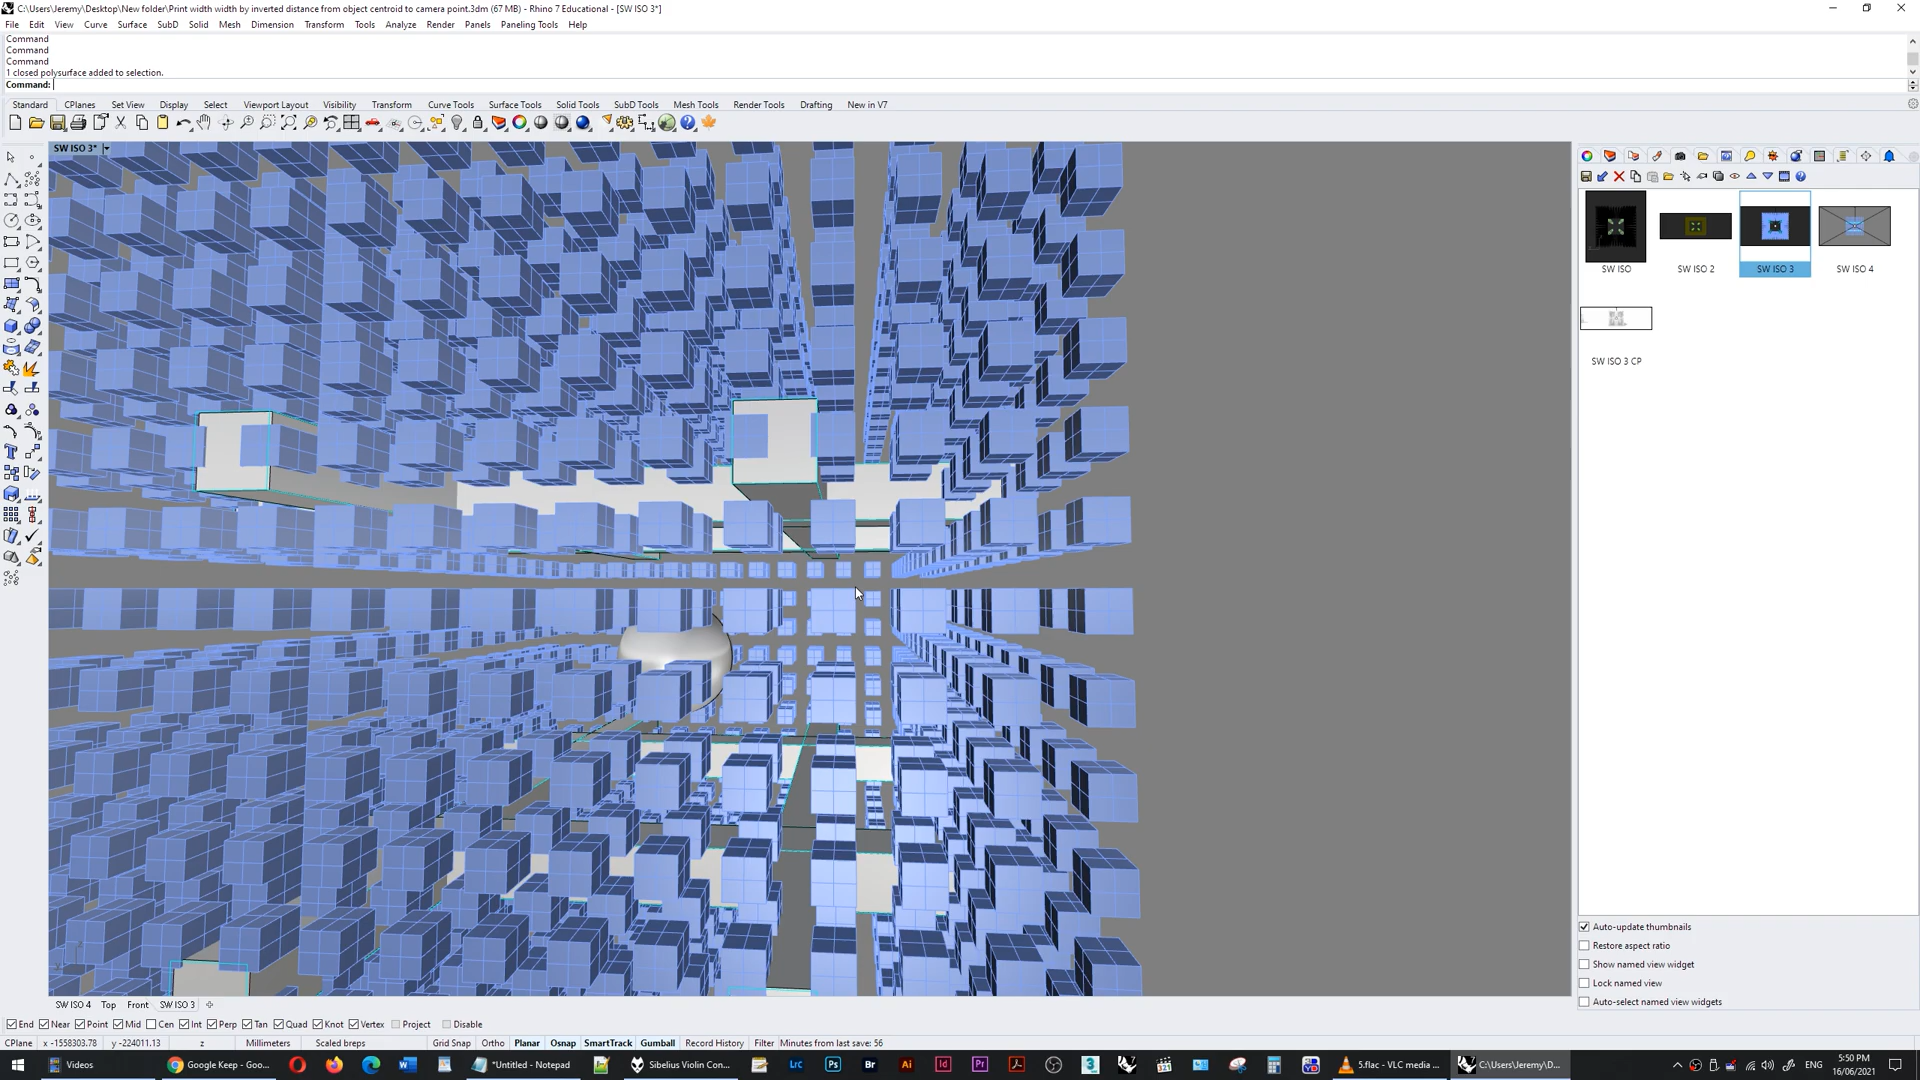 C:\Users\Jeremy\Desktop\New folder\Print width width by inverted distance from object centroid to camera point.3dm (67 MB) - Rhino 7 Educational - [SW ISO 3*]
File Edit View Curve Surface SubD Solid Mesh Dimension Transform Tools Analyze Render Panels Paneling Tools Help
Command
Command
Command
1 closed polysurface added to selection.
Command:
Standard CPlanes Set View Display Select Viewport Layout Visibility Transform Curve Tools Surface Tools Solid Tools SubD Tools Mesh Tools Render Tools Drafting New in V7
SW ISO 3*
SW ISO SW ISO 2 SW ISO 3 SW ISO 4
SW ISO 3 CP
Auto-update thumbnails
Restore aspect ratio
Show named view widget
Lock named view
Auto-select named view widgets
SW ISO 4 Top Front SW ISO 3
End Near Point Mid Cen Int Perp Tan Quad Knot Vertex Project Disable
CPlane x -1558303.78 y -224011.13 z Millimeters Scaled breps Grid Snap Ortho Planar Osnap SmartTrack Gumball Record History Filter Minutes from last save: 56
Videos Google Keep - Goo... *Untitled - Notepad Sibelius Violin Con... 5.flac - VLC media ... C:\Users\Jeremy\D... ENG 5:50 PM
16/06/2021